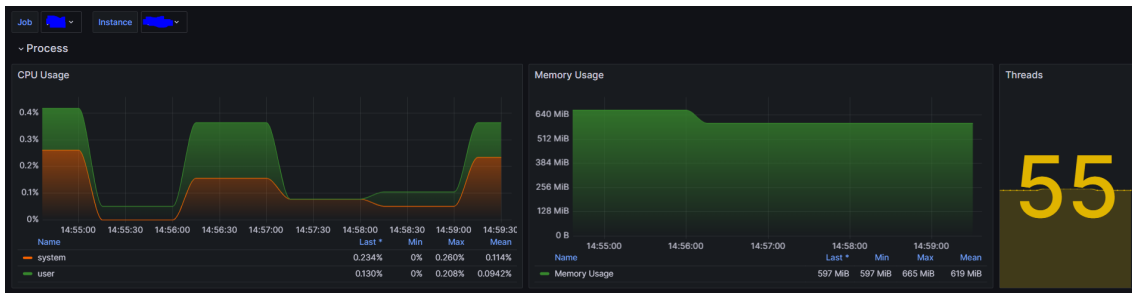 Job
Instance
Process
CPU Usage
0.4%
0.3%
0.2%
0.1%
0%
14:55:00 14:55:30 14:56:00 14:56:30 14:57:00 14:57:30 14:58:00 14:58:30 14:59:00 14:59:30
Name Last * Min Max Mean
system 0.234% 0% 0.260% 0.114%
user 0.130% 0% 0.208% 0.0942%
Memory Usage
640 MiB
512 MiB
384 MiB
256 MiB
128 MiB
0 B
14:55:00 14:56:00 14:57:00 14:58:00 14:59:00
Name Last * Min Max Mean
Memory Usage 597 MiB 597 MiB 665 MiB 619 MiB
Threads
55